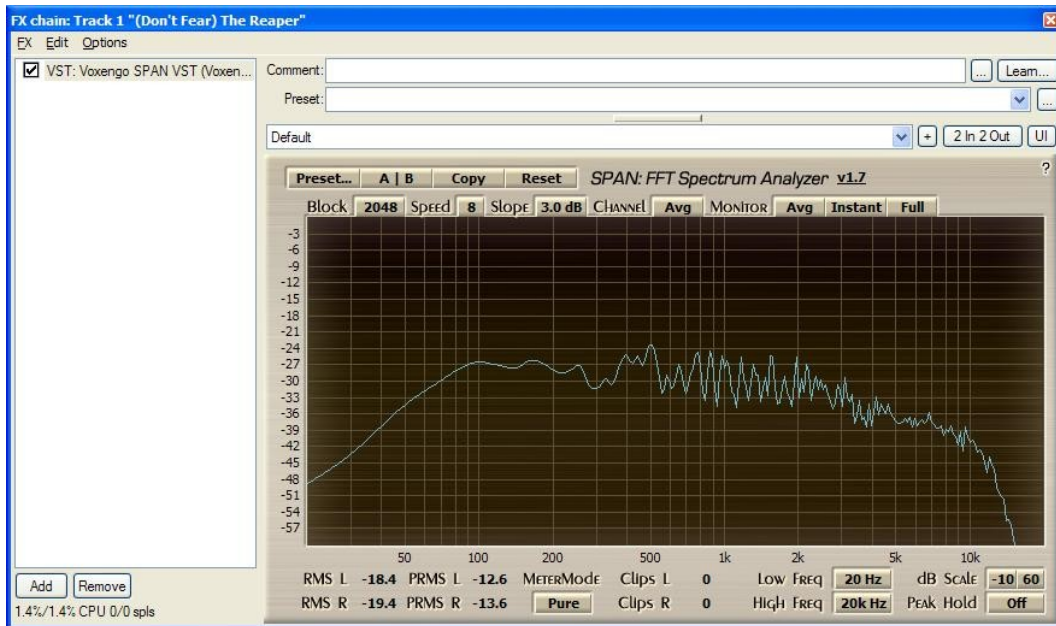 FX chain: Track 1 "(Don't Fear) The Reaper"
FX Edit Options
VST: Voxengo SPAN VST (Voxen...
Comment: ... Learn...
Preset: ...
Default + 2 In 2 Out UI
?
Preset... A | B Copy Reset SPAN: FFT Spectrum Analyzer v1.7
Block 2048 Speed 8 Slope 3.0 dB Channel Avg Monitor Avg Instant Full
-3
-6
-9
-12
-15
-18
-21
-24
-27
-30
-33
-36
-39
-42
-45
-48
-51
-54
-57
50 100 200 500 1k 2k 5k 10k
RMS L -18.4 PRMS L -12.6 MeterMode Clips L 0 Low Freq 20 Hz dB Scale -10 60
RMS R -19.4 PRMS R -13.6 Pure Clips R 0 High Freq 20k Hz Peak Hold Off
Add Remove
1.4%/1.4% CPU 0/0 spls